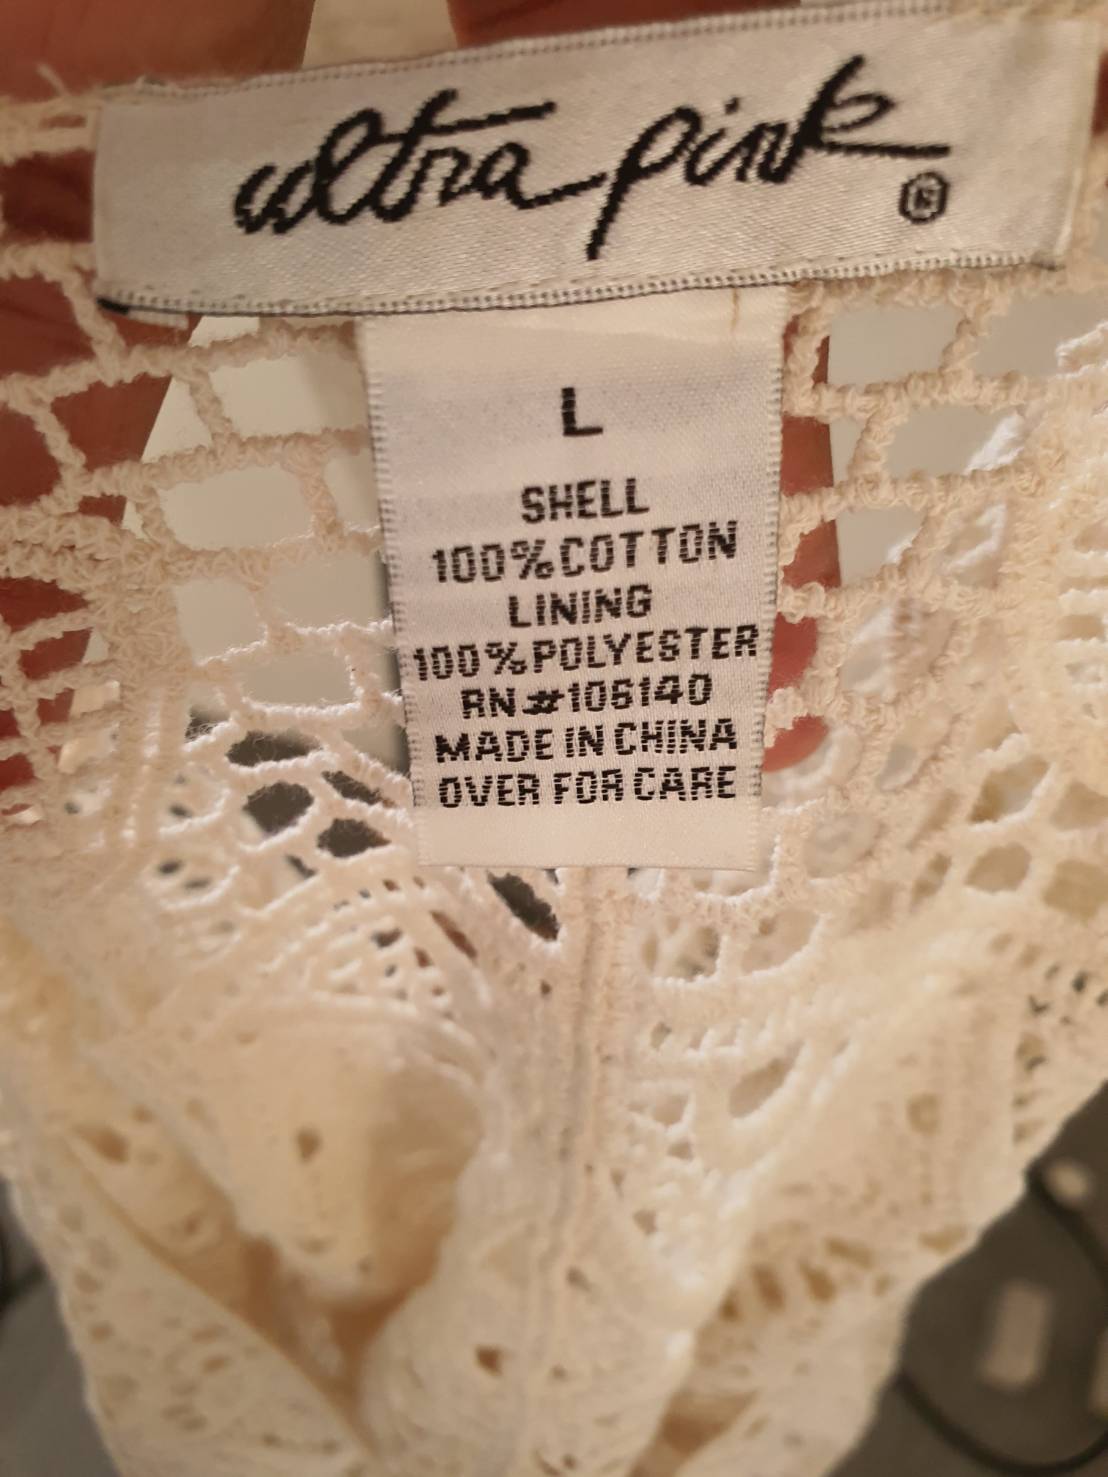 ultra pink ®
L
SHELL
100%COTTON
LINING
100%POLYESTER
RN#106140
MADE IN CHINA
OVER FOR CARE